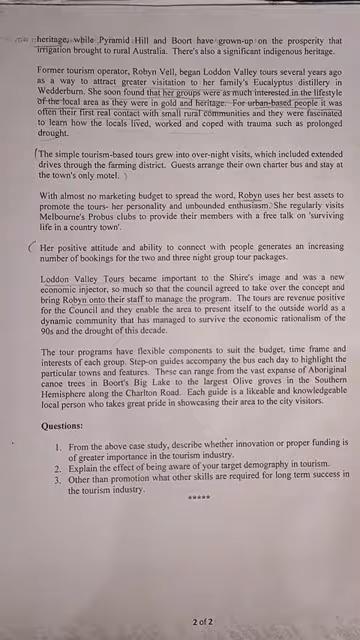 heritage, while Pyramid Hill and Boort have grown-up on the prosperity that
irrigation brought to rural Australia. There's also a significant indigenous heritage.
Former tourism operator, Robyn Vell, began Loddon Valley tours several years ago
as a way to attract greater visitation to her family's Eucalyptus distillery in
Wedderburn. She soon found that her groups were as much interested in the lifestyle
of the local area as they were in gold and heritage. For urban-based people it was
often their first real contact with small rural communities and they were fascinated
to learn how the locals lived, worked and coped with trauma such as prolonged
drought.
The simple tourism-based tours grew into over-night visits, which included extended
drives through the farming district. Guests arrange their own charter bus and stay at
the town's only motel.
With almost no marketing budget to spread the word, Robyn uses her best assets to
promote the tours- her personality and unbounded enthusiasm. She regularly visits
Melbourne's Probus clubs to provide their members with a free talk on 'surviving
life in a country town'.
Her positive attitude and ability to connect with people generates an increasing
number of bookings for the two and three night group tour packages.
Loddon Valley Tours became important to the Shire's image and was a new
economic injector, so much so that the council agreed to take over the concept and
bring Robyn onto their staff to manage the program. The tours are revenue positive
for the Council and they enable the area to present itself to the outside world as a
dynamic community that has managed to survive the economic rationalism of the
90s and the drought of this decade.
The tour programs have flexible components to suit the budget, time frame and
interests of each group. Step-on guides accompany the bus each day to highlight the
particular towns and features. These can range from the vast expanse of Aboriginal
canoe trees in Boort's Big Lake to the largest Olive groves in the Southern
Hemisphere along the Charlton Road. Each guide is a likeable and knowledgeable
local person who takes great pride in showcasing their area to the city visitors.
Questions:
1. From the above case study, describe whether innovation or proper funding is
of greater importance in the tourism industry.
2. Explain the effect of being aware of your target demography in tourism.
3. Other than promotion what other skills are required for long term success in
the tourism industry.
*****
2 of 2